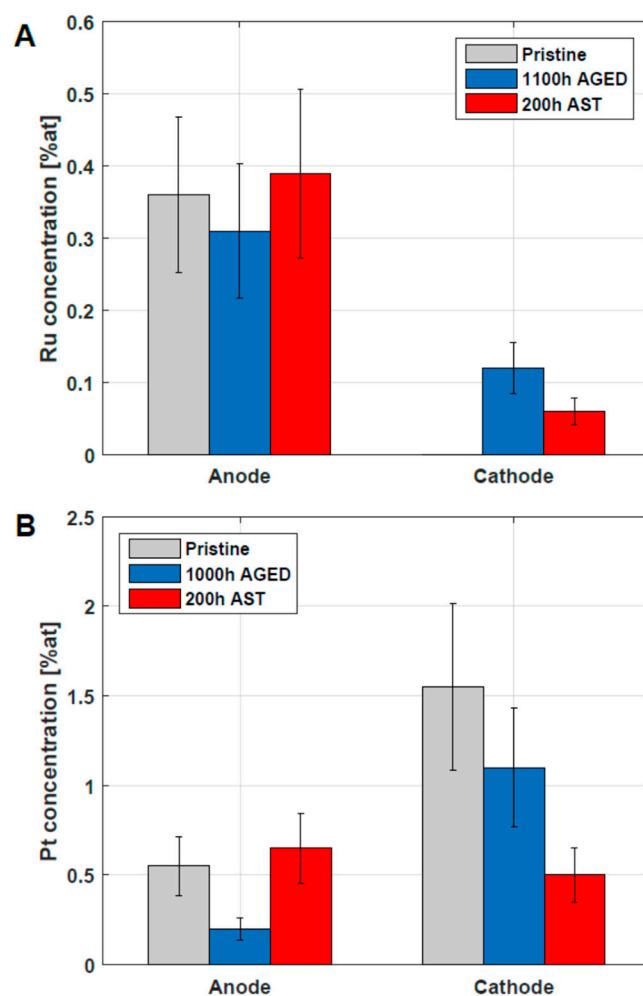 A
Ru concentration [%at]
0.6
0.5
0.4
0.3
0.2
0.1
0
Pristine
1100h AGED
200h AST
Anode
Cathode
B
Pt concentration [%at]
2.5
2
1.5
1
0.5
0
Pristine
1000h AGED
200h AST
Anode
Cathode